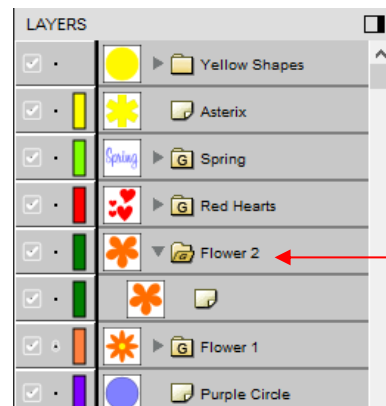 LAYERS
Yellow Shapes
Asterix
Spring G Spring
G Red Hearts
G Flower 2
G Flower 1
Purple Circle